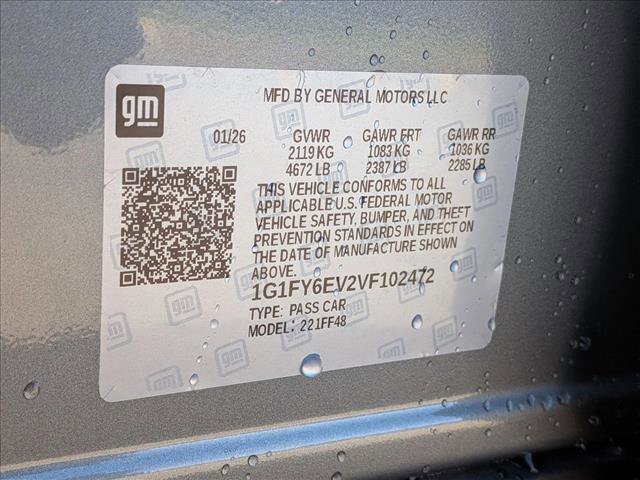 gm
MFD BY GENERAL MOTORS LLC
01/26 GVWR GAWR FRT GAWR RR
2119 KG 1083 KG 1036 KG
4672 LB 2387 LB 2285 LB
THIS VEHICLE CONFORMS TO ALL
APPLICABLE U.S. FEDERAL MOTOR
VEHICLE SAFETY, BUMPER, AND THEFT
PREVENTION STANDARDS IN EFFECT ON
THE DATE OF MANUFACTURE SHOWN
ABOVE.
1G1FY6EV2VF102472
TYPE: PASS CAR
MODEL: 221FF48